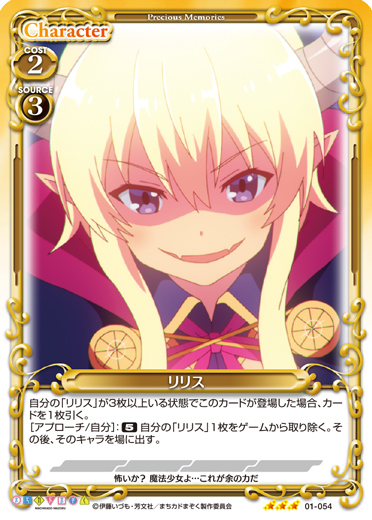 Precious Memories
Character
COST
2
SOURCE
3
リリス
自分の「リリス」が3枚以上いる状態でこのカードが登場した場合、カー
ドを1枚引く。
[アプローチ/自分]：5 自分の「リリス」1枚をゲームから取り除く。そ
の後、そのキャラを場に出す。
怖いか？ 魔法少女よ…これが余の力だ
©伊藤いづも・芳文社／まちカドまぞく製作委員会
01-054